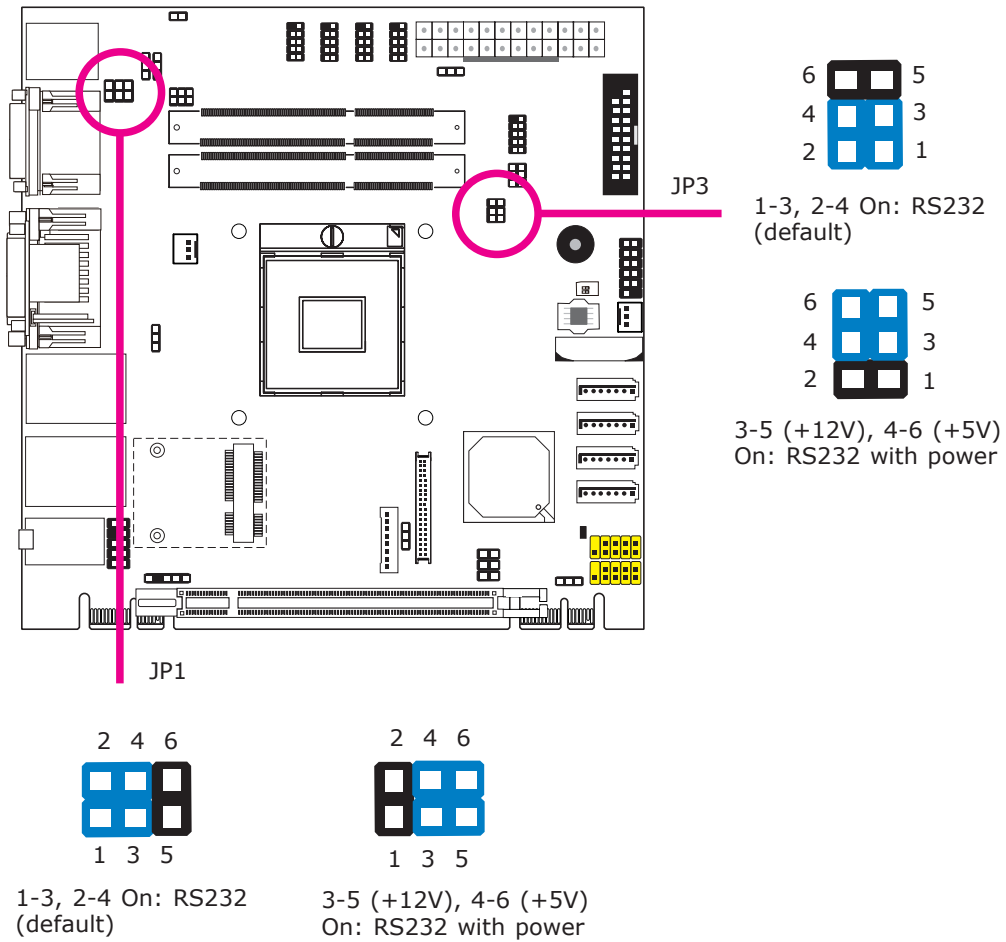 6 5
4 3
2 1
JP3
1-3, 2-4 On: RS232
(default)
6 5
4 3
2 1
3-5 (+12V), 4-6 (+5V)
On: RS232 with power
JP1
2 4 6
1 3 5
1-3, 2-4 On: RS232
(default)
2 4 6
1 3 5
3-5 (+12V), 4-6 (+5V)
On: RS232 with power